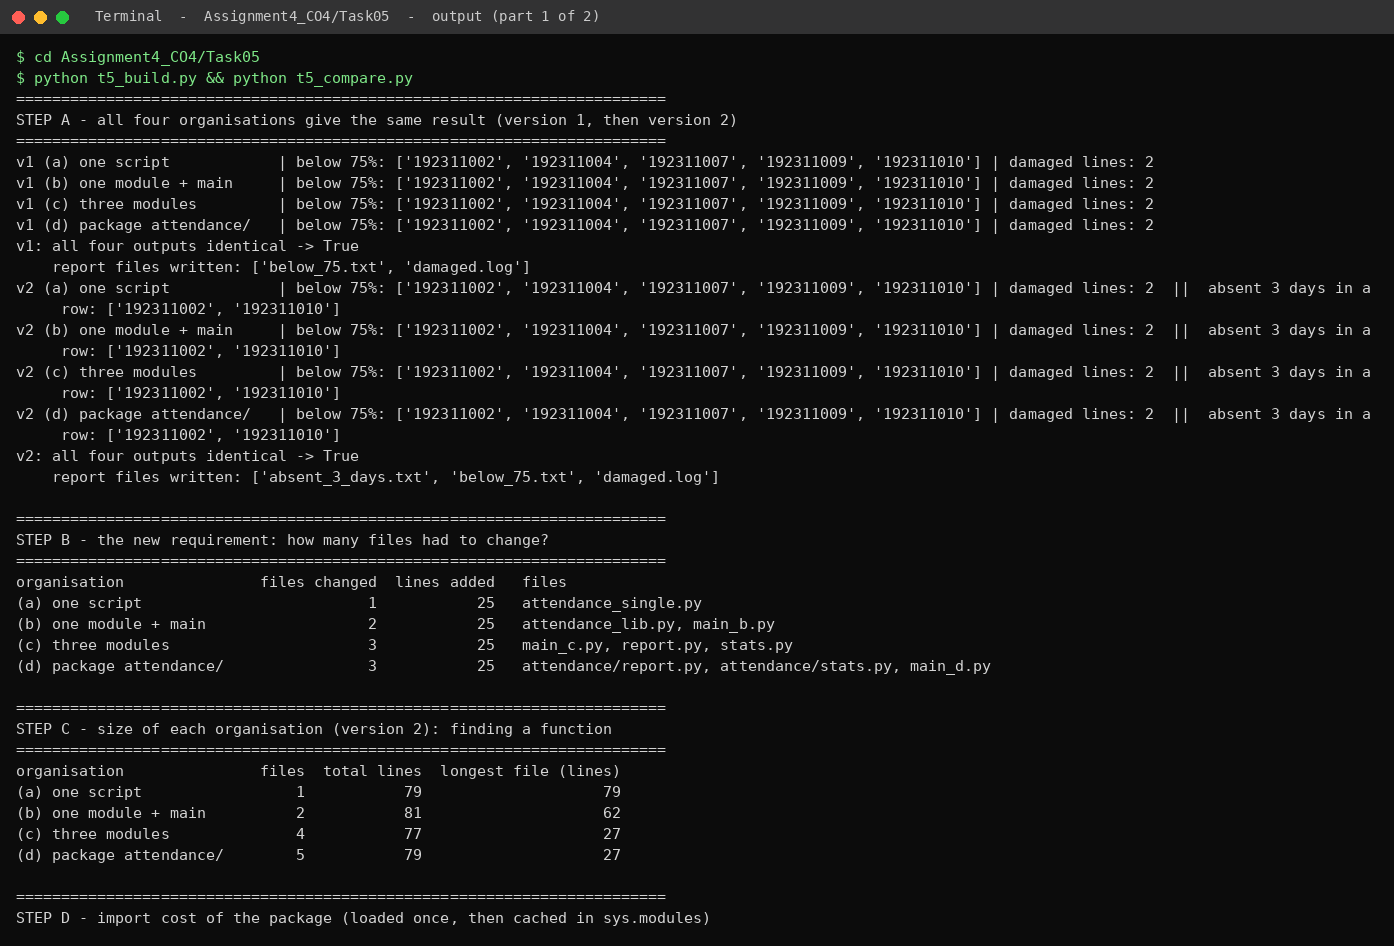 Terminal  -  Assignment4_CO4/Task05  -  output (part 1 of 2)
$ cd Assignment4_CO4/Task05
$ python t5_build.py && python t5_compare.py
========================================================================
STEP A - all four organisations give the same result (version 1, then version 2)
========================================================================
v1 (a) one script            | below 75%: ['192311002', '192311004', '192311007', '192311009', '192311010'] | damaged lines: 2
v1 (b) one module + main     | below 75%: ['192311002', '192311004', '192311007', '192311009', '192311010'] | damaged lines: 2
v1 (c) three modules         | below 75%: ['192311002', '192311004', '192311007', '192311009', '192311010'] | damaged lines: 2
v1 (d) package attendance/   | below 75%: ['192311002', '192311004', '192311007', '192311009', '192311010'] | damaged lines: 2
v1: all four outputs identical -> True
    report files written: ['below_75.txt', 'damaged.log']
v2 (a) one script            | below 75%: ['192311002', '192311004', '192311007', '192311009', '192311010'] | damaged lines: 2  ||  absent 3 days in a
     row: ['192311002', '192311010']
v2 (b) one module + main     | below 75%: ['192311002', '192311004', '192311007', '192311009', '192311010'] | damaged lines: 2  ||  absent 3 days in a
     row: ['192311002', '192311010']
v2 (c) three modules         | below 75%: ['192311002', '192311004', '192311007', '192311009', '192311010'] | damaged lines: 2  ||  absent 3 days in a
     row: ['192311002', '192311010']
v2 (d) package attendance/   | below 75%: ['192311002', '192311004', '192311007', '192311009', '192311010'] | damaged lines: 2  ||  absent 3 days in a
     row: ['192311002', '192311010']
v2: all four outputs identical -> True
    report files written: ['absent_3_days.txt', 'below_75.txt', 'damaged.log']
========================================================================
STEP B - the new requirement: how many files had to change?
========================================================================
organisation               files changed  lines added   files
(a) one script                         1           25   attendance_single.py
(b) one module + main                  2           25   attendance_lib.py, main_b.py
(c) three modules                      3           25   main_c.py, report.py, stats.py
(d) package attendance/                3           25   attendance/report.py, attendance/stats.py, main_d.py
========================================================================
STEP C - size of each organisation (version 2): finding a function
========================================================================
organisation               files  total lines  longest file (lines)
(a) one script                 1           79                    79
(b) one module + main          2           81                    62
(c) three modules              4           77                    27
(d) package attendance/        5           79                    27
========================================================================
STEP D - import cost of the package (loaded once, then cached in sys.modules)